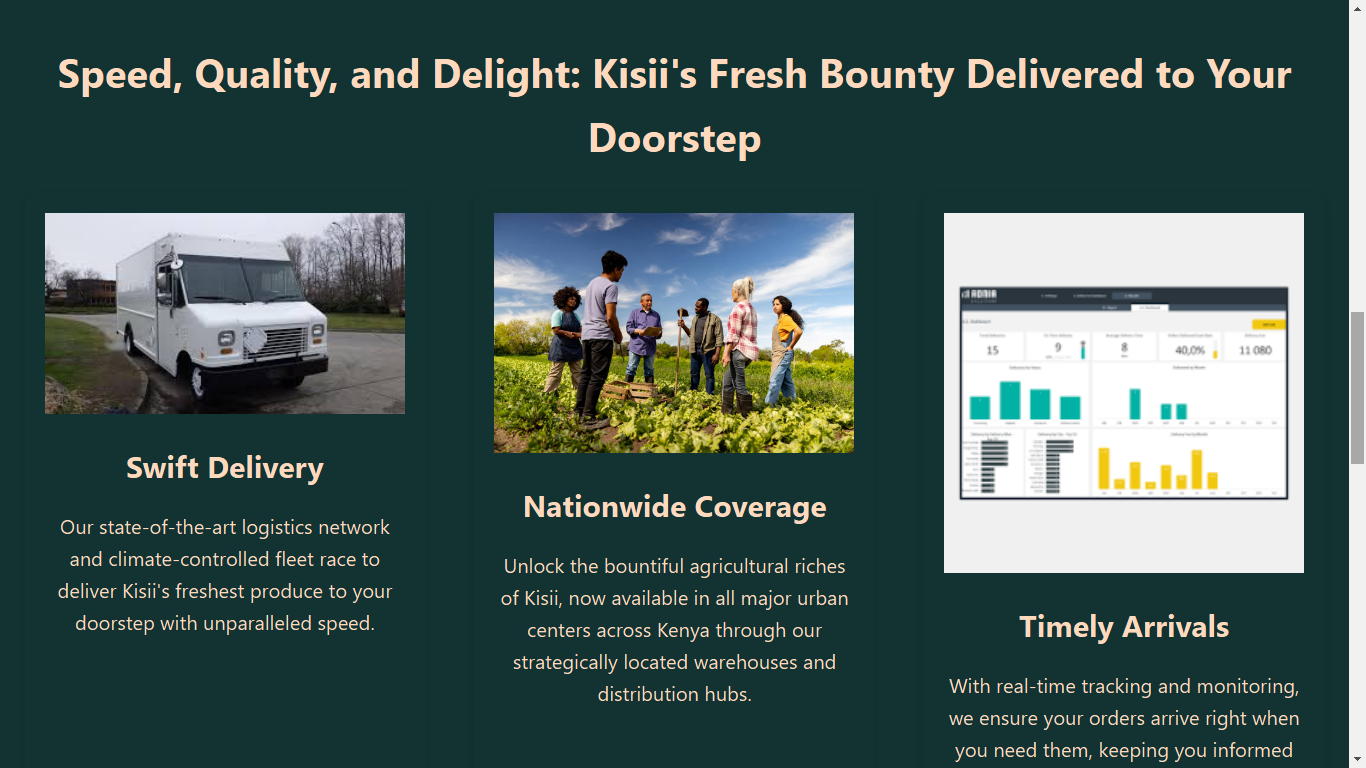 Speed, Quality, and Delight: Kisii's Fresh Bounty Delivered to Your
Doorstep
Swift Delivery
Our state-of-the-art logistics network
and climate-controlled fleet race to
deliver Kisii's freshest produce to your
doorstep with unparalleled speed.
Nationwide Coverage
Unlock the bountiful agricultural riches
of Kisii, now available in all major urban
centers across Kenya through our
strategically located warehouses and
distribution hubs.
ADNIA
15
9
8
40,0%
11 080
Timely Arrivals
With real-time tracking and monitoring,
we ensure your orders arrive right when
you need them, keeping you informed